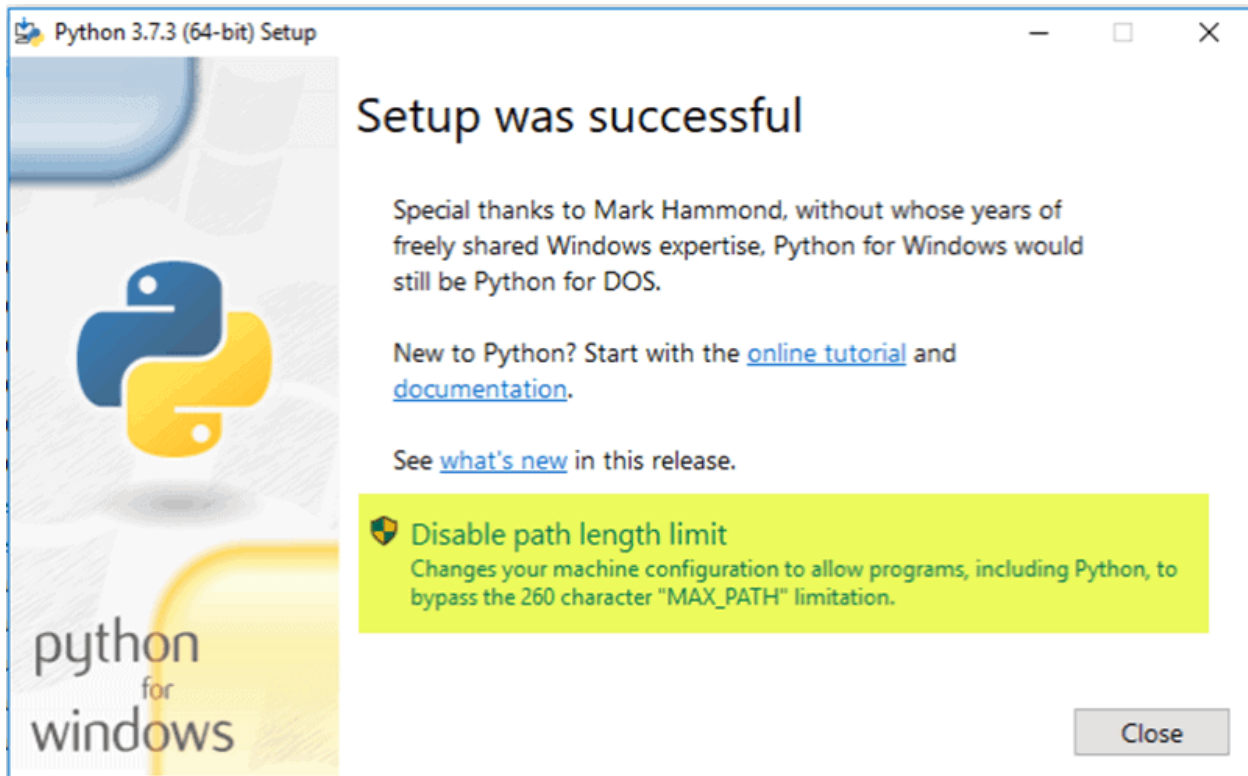 Python 3.7.3 (64-bit) Setup
Setup was successful
Special thanks to Mark Hammond, without whose years of
freely shared Windows expertise, Python for Windows would
still be Python for DOS.
New to Python? Start with the online tutorial and
documentation.
See what's new in this release.
Disable path length limit
Changes your machine configuration to allow programs, including Python, to
bypass the 260 character "MAX_PATH" limitation.
python
for
windows
Close